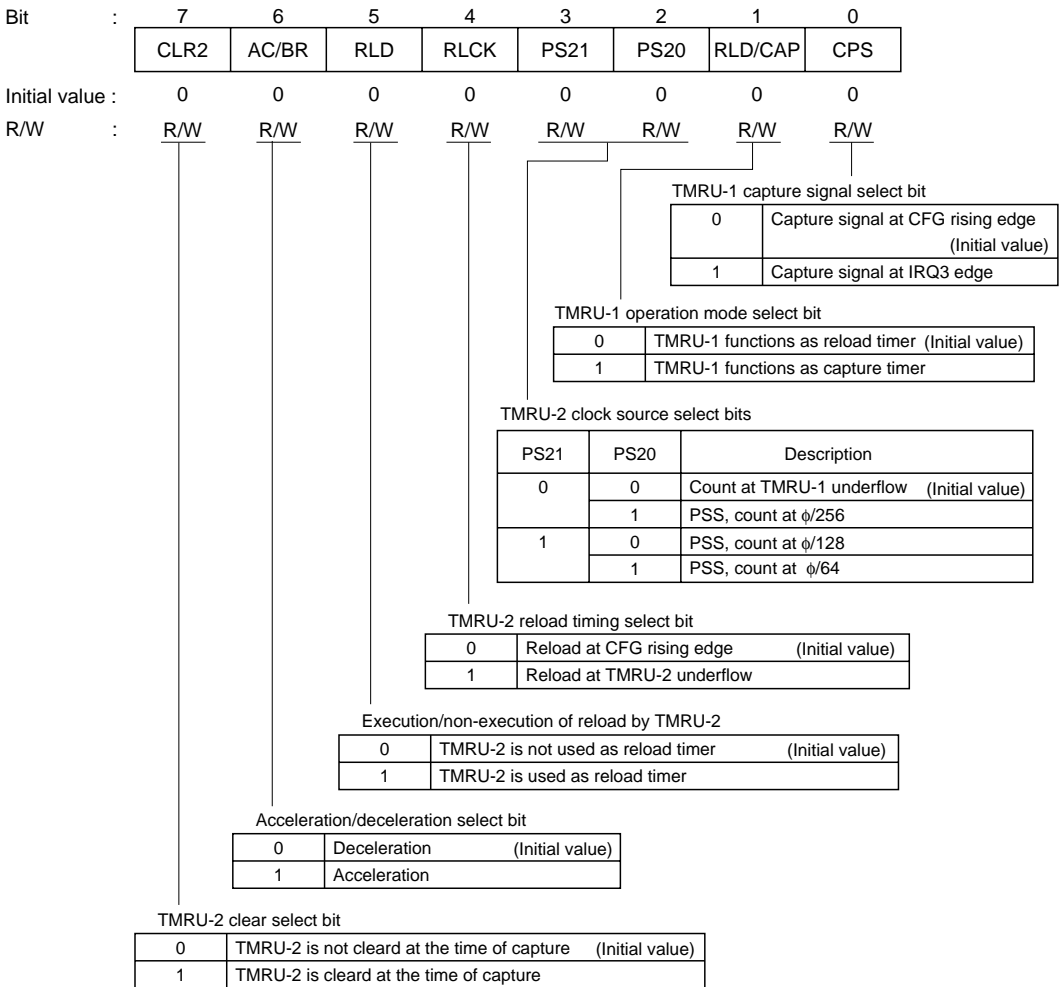 Bit : 7 6 5 4 3 2 1 0
CLR2 AC/BR RLD RLCK PS21 PS20 RLD/CAP CPS
Initial value : 0 0 0 0 0 0 0 0
R/W : R/W R/W R/W R/W R/W R/W R/W R/W
TMRU-1 capture signal select bit
0 Capture signal at CFG rising edge
(Initial value)
1 Capture signal at IRQ3 edge
TMRU-1 operation mode select bit
0 TMRU-1 functions as reload timer (Initial value)
1 TMRU-1 functions as capture timer
TMRU-2 clock source select bits
PS21 PS20 Description
0 0 Count at TMRU-1 underflow (Initial value)
1 PSS, count at ϕ/256
1 0 PSS, count at ϕ/128
1 PSS, count at ϕ/64
TMRU-2 reload timing select bit
0 Reload at CFG rising edge (Initial value)
1 Reload at TMRU-2 underflow
Execution/non-execution of reload by TMRU-2
0 TMRU-2 is not used as reload timer (Initial value)
1 TMRU-2 is used as reload timer
Acceleration/deceleration select bit
0 Deceleration (Initial value)
1 Acceleration
TMRU-2 clear select bit
0 TMRU-2 is not cleard at the time of capture (Initial value)
1 TMRU-2 is cleard at the time of capture